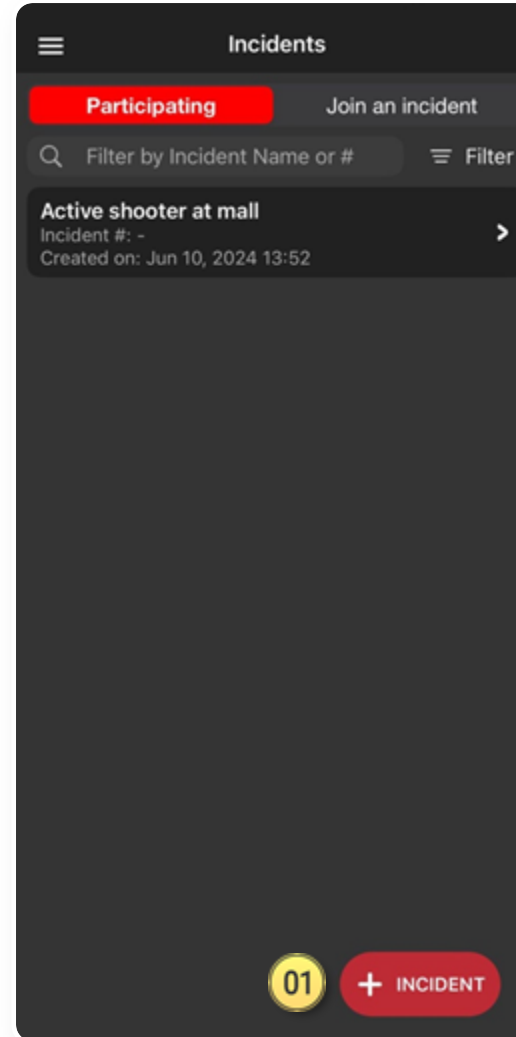 Incidents
Participating
Join an incident
Filter by Incident Name or #
Filter
Active shooter at mall
Incident #: -
Created on: Jun 10, 2024 13:52
01
+ INCIDENT